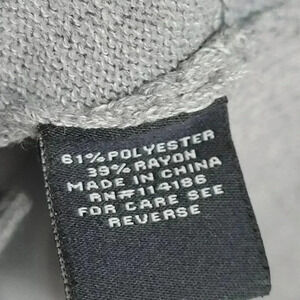 61% POLYESTER
39% RAYON
MADE IN CHINA
RN#114186
FOR CARE SEE
REVERSE